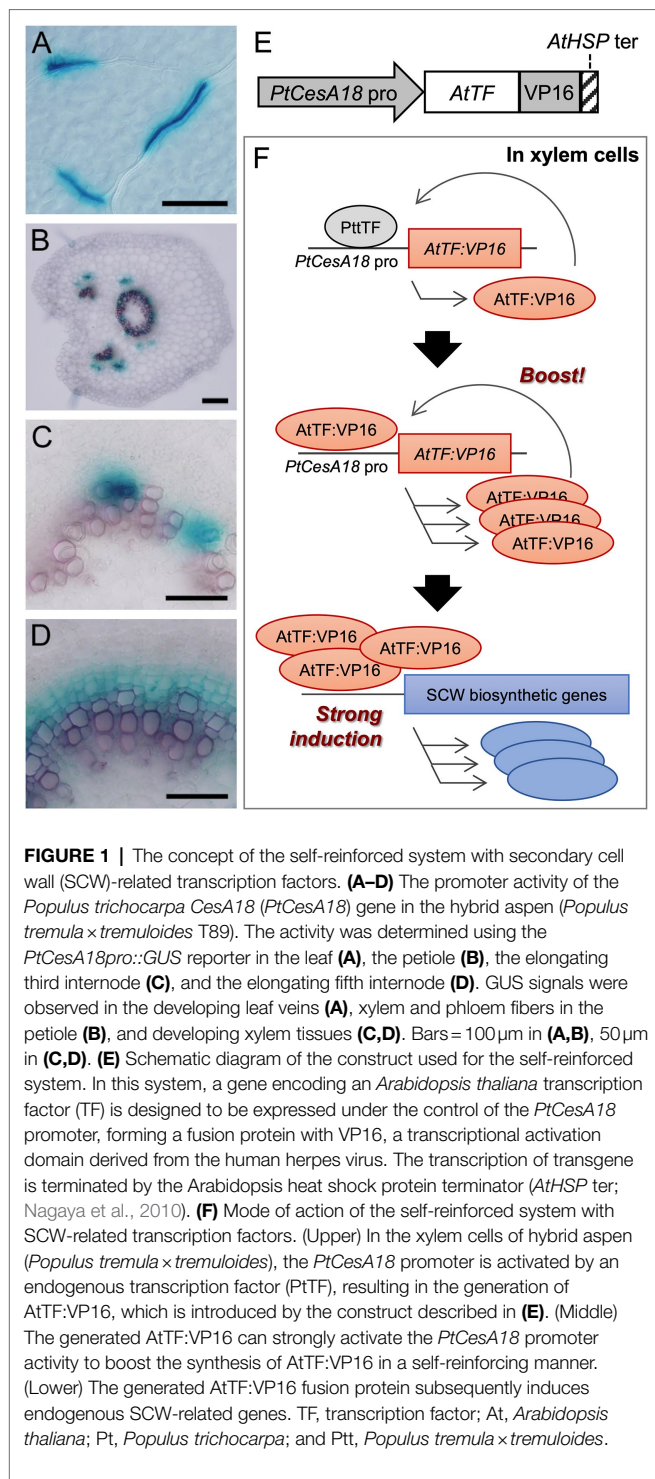 A
B
C
D
E
AtHSP ter
PtCesA18 pro
AtTF
VP16
F
In xylem cells
PttTF
AtTF:VP16
PtCesA18 pro
AtTF:VP16
Boost!
AtTF:VP16
AtTF:VP16
PtCesA18 pro
AtTF:VP16
AtTF:VP16
AtTF:VP16
AtTF:VP16
AtTF:VP16
AtTF:VP16
SCW biosynthetic genes
Strong
induction
FIGURE 1 | The concept of the self-reinforced system with secondary cell
wall (SCW)-related transcription factors. (A–D) The promoter activity of the
Populus trichocarpa CesA18 (PtCesA18) gene in the hybrid aspen (Populus
tremula × tremuloides T89). The activity was determined using the
PtCesA18pro::GUS reporter in the leaf (A), the petiole (B), the elongating
third internode (C), and the elongating fifth internode (D). GUS signals were
observed in the developing leaf veins (A), xylem and phloem fibers in the
petiole (B), and developing xylem tissues (C,D). Bars = 100 μm in (A,B), 50 μm
in (C,D). (E) Schematic diagram of the construct used for the self-reinforced
system. In this system, a gene encoding an Arabidopsis thaliana transcription
factor (TF) is designed to be expressed under the control of the PtCesA18
promoter, forming a fusion protein with VP16, a transcriptional activation
domain derived from the human herpes virus. The transcription of transgene
is terminated by the Arabidopsis heat shock protein terminator (AtHSP ter;
Nagaya et al., 2010). (F) Mode of action of the self-reinforced system with
SCW-related transcription factors. (Upper) In the xylem cells of hybrid aspen
(Populus tremula × tremuloides), the PtCesA18 promoter is activated by an
endogenous transcription factor (PtTF), resulting in the generation of
AtTF:VP16, which is introduced by the construct described in (E). (Middle)
The generated AtTF:VP16 can strongly activate the PtCesA18 promoter
activity to boost the synthesis of AtTF:VP16 in a self-reinforcing manner.
(Lower) The generated AtTF:VP16 fusion protein subsequently induces
endogenous SCW-related genes. TF, transcription factor; At, Arabidopsis
thaliana; Pt, Populus trichocarpa; and Ptt, Populus tremula × tremuloides.